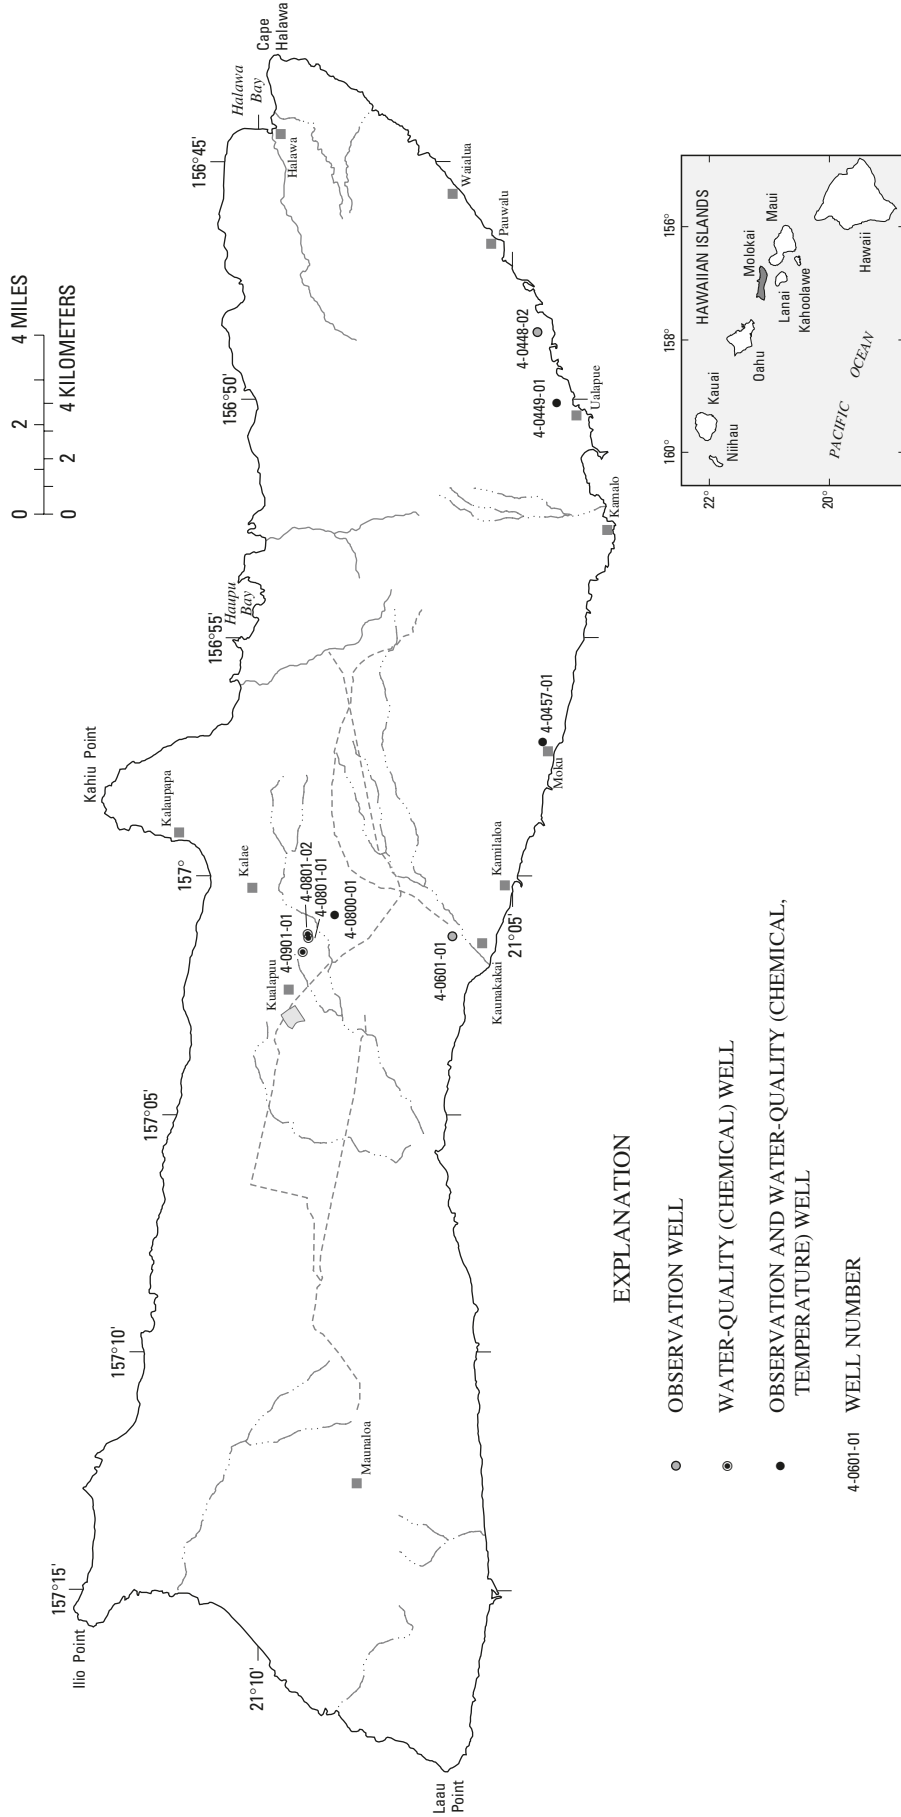 0 2 4 MILES
0 2 4 KILOMETERS
157°15'
157°10'
157°05'
157°
156°55'
156°50'
156°45'
21°10'
21°05'
Ilio Point
Laau
Point
Kahiu Point
Kalaupapa
Kalae
Haupu
Bay
Halawa
Bay
Cape
Halawa
Halawa
Waialua
Pauwalu
4-0448-02
4-0449-01
Ualapue
Kamalo
4-0457-01
Moku
Kamilaloa
Kaunakakai
4-0601-01
4-0800-01
4-0801-01
4-0801-02
4-0901-01
Kualapuu
Maunaloa
EXPLANATION
OBSERVATION WELL
WATER-QUALITY (CHEMICAL) WELL
OBSERVATION AND WATER-QUALITY (CHEMICAL,
TEMPERATURE) WELL
4-0601-01 WELL NUMBER
160° 158° 156°
22°
20°
HAWAIIAN ISLANDS
Niihau
Kauai
Oahu
Molokai
Lanai
Maui
Kahoolawe
Hawaii
PACIFIC OCEAN